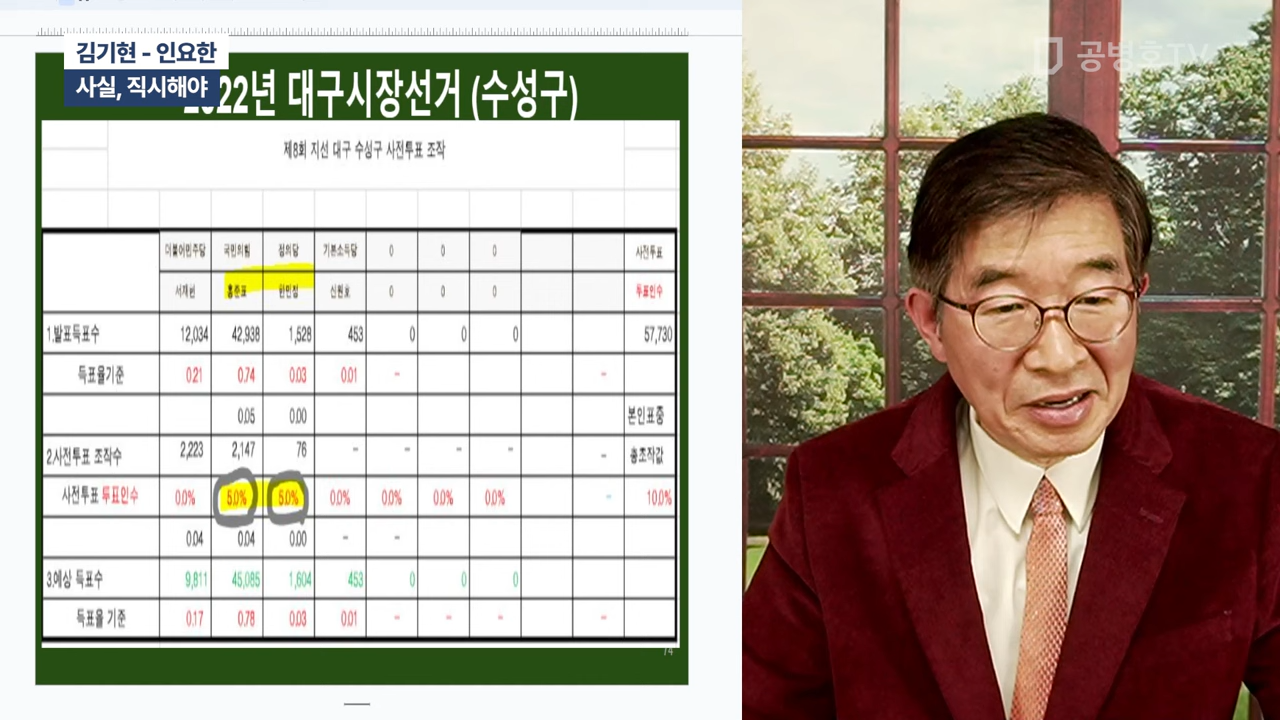 김기현 - 인요한
사실, 직시해야
022년 대구시장선거 (수성구)
공병호TV
제8회 지선 대구 수성구 사전투표 조작
더불어민주당 국민의힘 정의당 기본소득당 0 0 0 사전투표
서재헌 홍준표 한민정 신원호 0 0 0 투표인수
1.발표득표수 12,034 42,938 1,528 453 0 0 0 57,730
득표율기준 0.21 0.74 0.03 0.01 - -
0.05 0.00 본인표중
2.사전투표 조작수 2,223 2,147 76 - - - - - 총조작값
사전투표 투표인수 0.0% 5.0% 5.0% 0.0% 0.0% 0.0% 0.0% - 10.0%
0.04 0.04 0.00 - -
3.예상 득표수 9,811 45,085 1,604 453 0 0 0
득표율 기준 0.17 0.78 0.03 0.01 - - - -
74